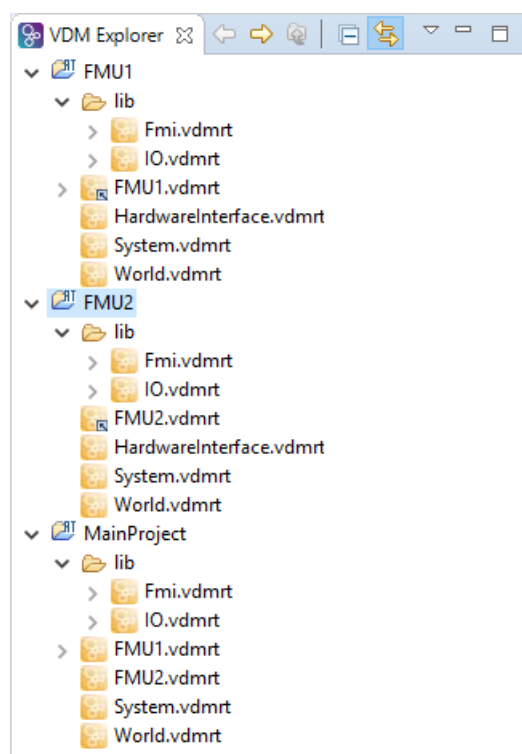 VDM Explorer
FMU1
lib
Fmi.vdmrt
IO.vdmrt
FMU1.vdmrt
HardwareInterface.vdmrt
System.vdmrt
World.vdmrt
FMU2
lib
Fmi.vdmrt
IO.vdmrt
FMU2.vdmrt
HardwareInterface.vdmrt
System.vdmrt
World.vdmrt
MainProject
lib
Fmi.vdmrt
IO.vdmrt
FMU1.vdmrt
FMU2.vdmrt
System.vdmrt
World.vdmrt